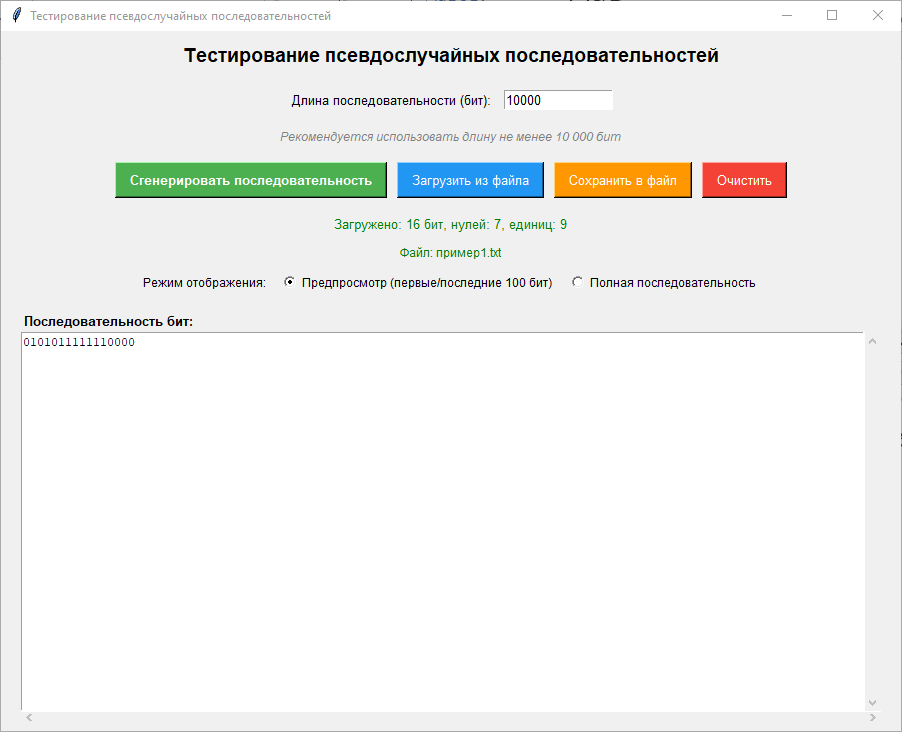 Тестирование псевдослучайных последовательностей
Тестирование псевдослучайных последовательностей
Длина последовательности (бит): 10000
Рекомендуется использовать длину не менее 10 000 бит
Сгенерировать последовательность Загрузить из файла Сохранить в файл Очистить
Загружено: 16 бит, нулей: 7, единиц: 9
Файл: пример1.txt
Режим отображения: Предпросмотр (первые/последние 100 бит) Полная последовательность
Последовательность бит:
0101011111110000